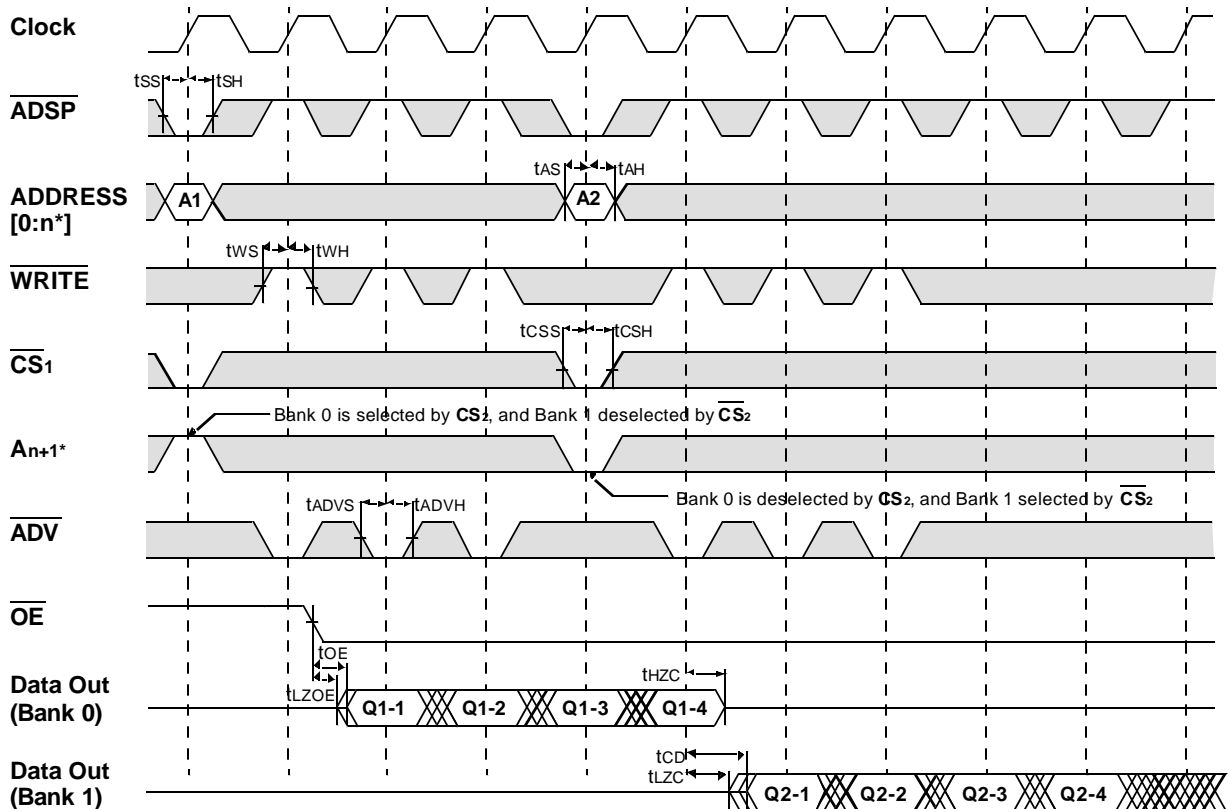 Clock
tSS tSH
ADSP
tAS tAH
ADDRESS
[0:n*]
A1 A2
tWS tWH
WRITE
tCSS tCSH
CS1
Bank 0 is selected by CS2, and Bank 1 deselected by CS2
An+1*
Bank 0 is deselected by CS2, and Bank 1 selected by CS2
tADVS tADVH
ADV
OE
tOE
tHZC
tLZOE
Data Out
(Bank 0)
Q1-1 Q1-2 Q1-3 Q1-4
tCD
tLZC
Data Out
(Bank 1)
Q2-1 Q2-2 Q2-3 Q2-4